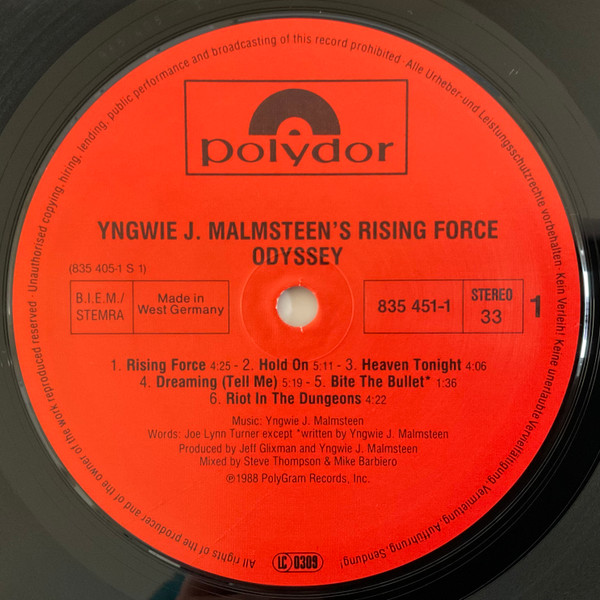 All rights of the producer and of the owner of the work reproduced reserved · Unauthorised copying, hiring, lending, public performance and broadcasting of this record prohibited · Alle Urheber- und Leistungsschutzrechte vorbehalten · Kein Verleih! Keine unerlaubte Vervielfältigung, Vermietung, Aufführung, Sendung!
polydor
YNGWIE J. MALMSTEEN'S RISING FORCE
ODYSSEY
(835 405-1 S 1)
B.I.E.M./
STEMRA
Made in
West Germany
835 451-1
STEREO
33
1
1. Rising Force 4:25 - 2. Hold On 5:11 - 3. Heaven Tonight 4:06
4. Dreaming (Tell Me) 5:19 - 5. Bite The Bullet* 1:36
6. Riot In The Dungeons 4:22
Music: Yngwie J. Malmsteen
Words: Joe Lynn Turner except *written by Yngwie J. Malmsteen
Produced by Jeff Glixman and Yngwie J. Malmsteen
Mixed by Steve Thompson & Mike Barbiero
℗1988 PolyGram Records, Inc.
LC 0309